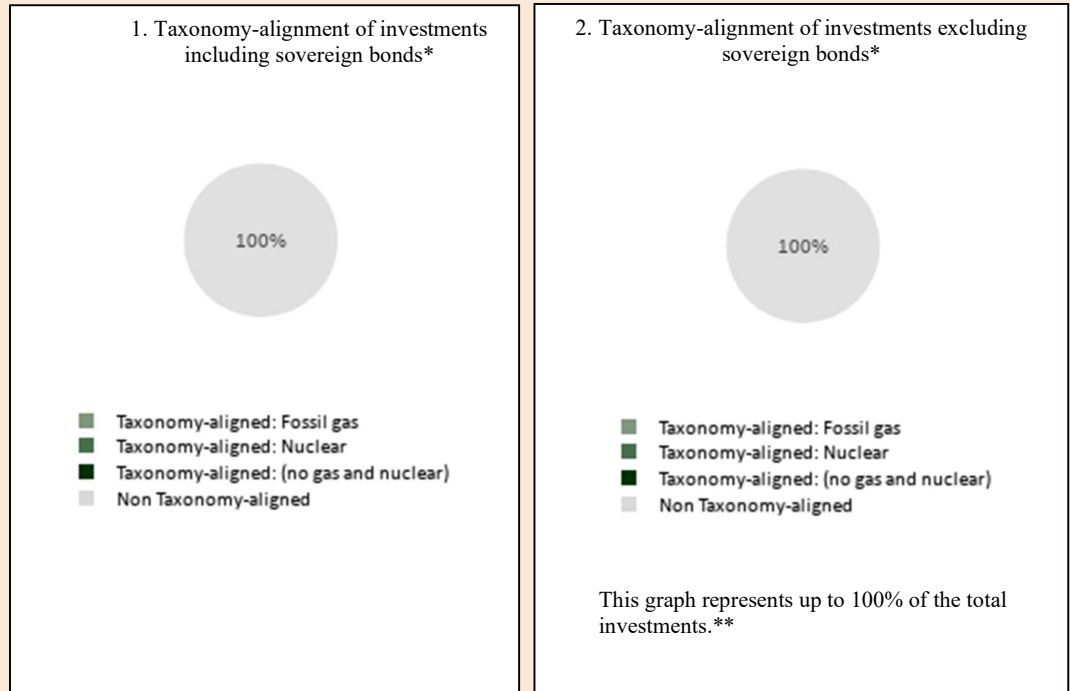 1. Taxonomy-alignment of investments
including sovereign bonds*
100%
Taxonomy-aligned: Fossil gas
Taxonomy-aligned: Nuclear
Taxonomy-aligned: (no gas and nuclear)
Non Taxonomy-aligned
2. Taxonomy-alignment of investments excluding
sovereign bonds*
100%
Taxonomy-aligned: Fossil gas
Taxonomy-aligned: Nuclear
Taxonomy-aligned: (no gas and nuclear)
Non Taxonomy-aligned
This graph represents up to 100% of the total
investments.**